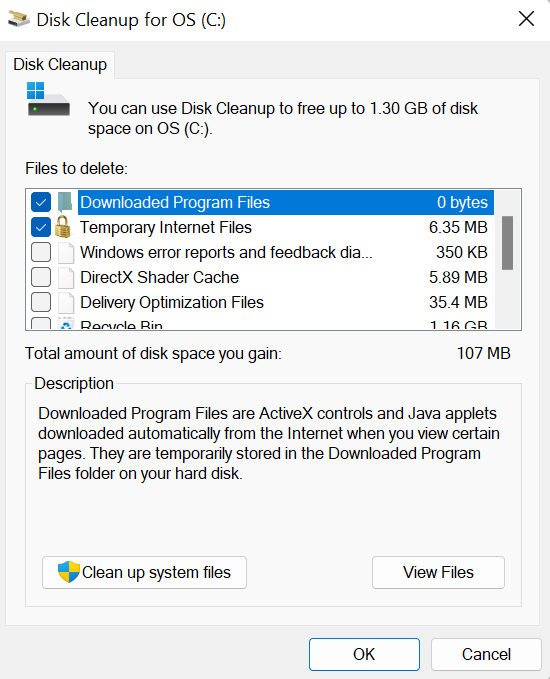 Disk Cleanup for OS (C:)
Disk Cleanup
You can use Disk Cleanup to free up to 1.30 GB of disk
space on OS (C:).
Files to delete:
Downloaded Program Files 0 bytes
Temporary Internet Files 6.35 MB
Windows error reports and feedback dia... 350 KB
DirectX Shader Cache 5.89 MB
Delivery Optimization Files 35.4 MB
Recycle Bin 1.16 GB
Total amount of disk space you gain: 107 MB
Description
Downloaded Program Files are ActiveX controls and Java applets
downloaded automatically from the Internet when you view certain
pages. They are temporarily stored in the Downloaded Program
Files folder on your hard disk.
Clean up system files View Files
OK Cancel